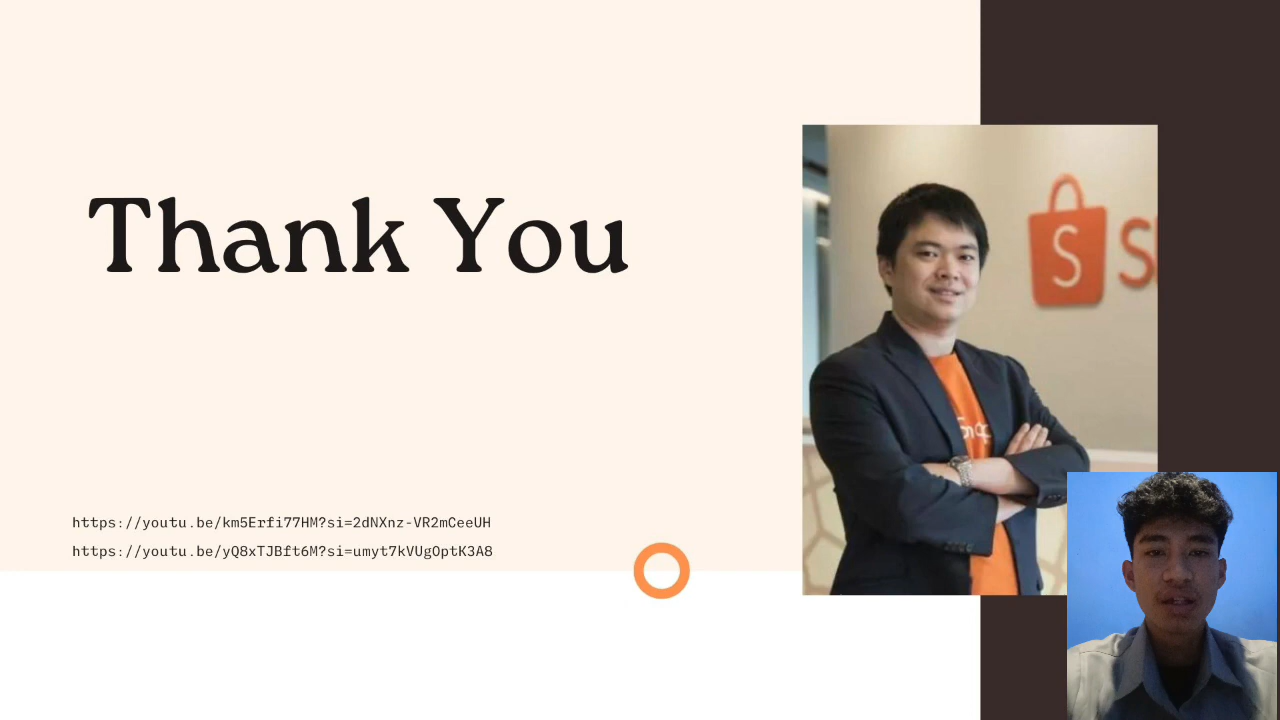 Thank You
S
https://youtu.be/km5Erfi77HM?si=2dNXnz-VR2mCeeUH
https://youtu.be/yQ8xTJBft6M?si=umyt7kVUgOptK3A8